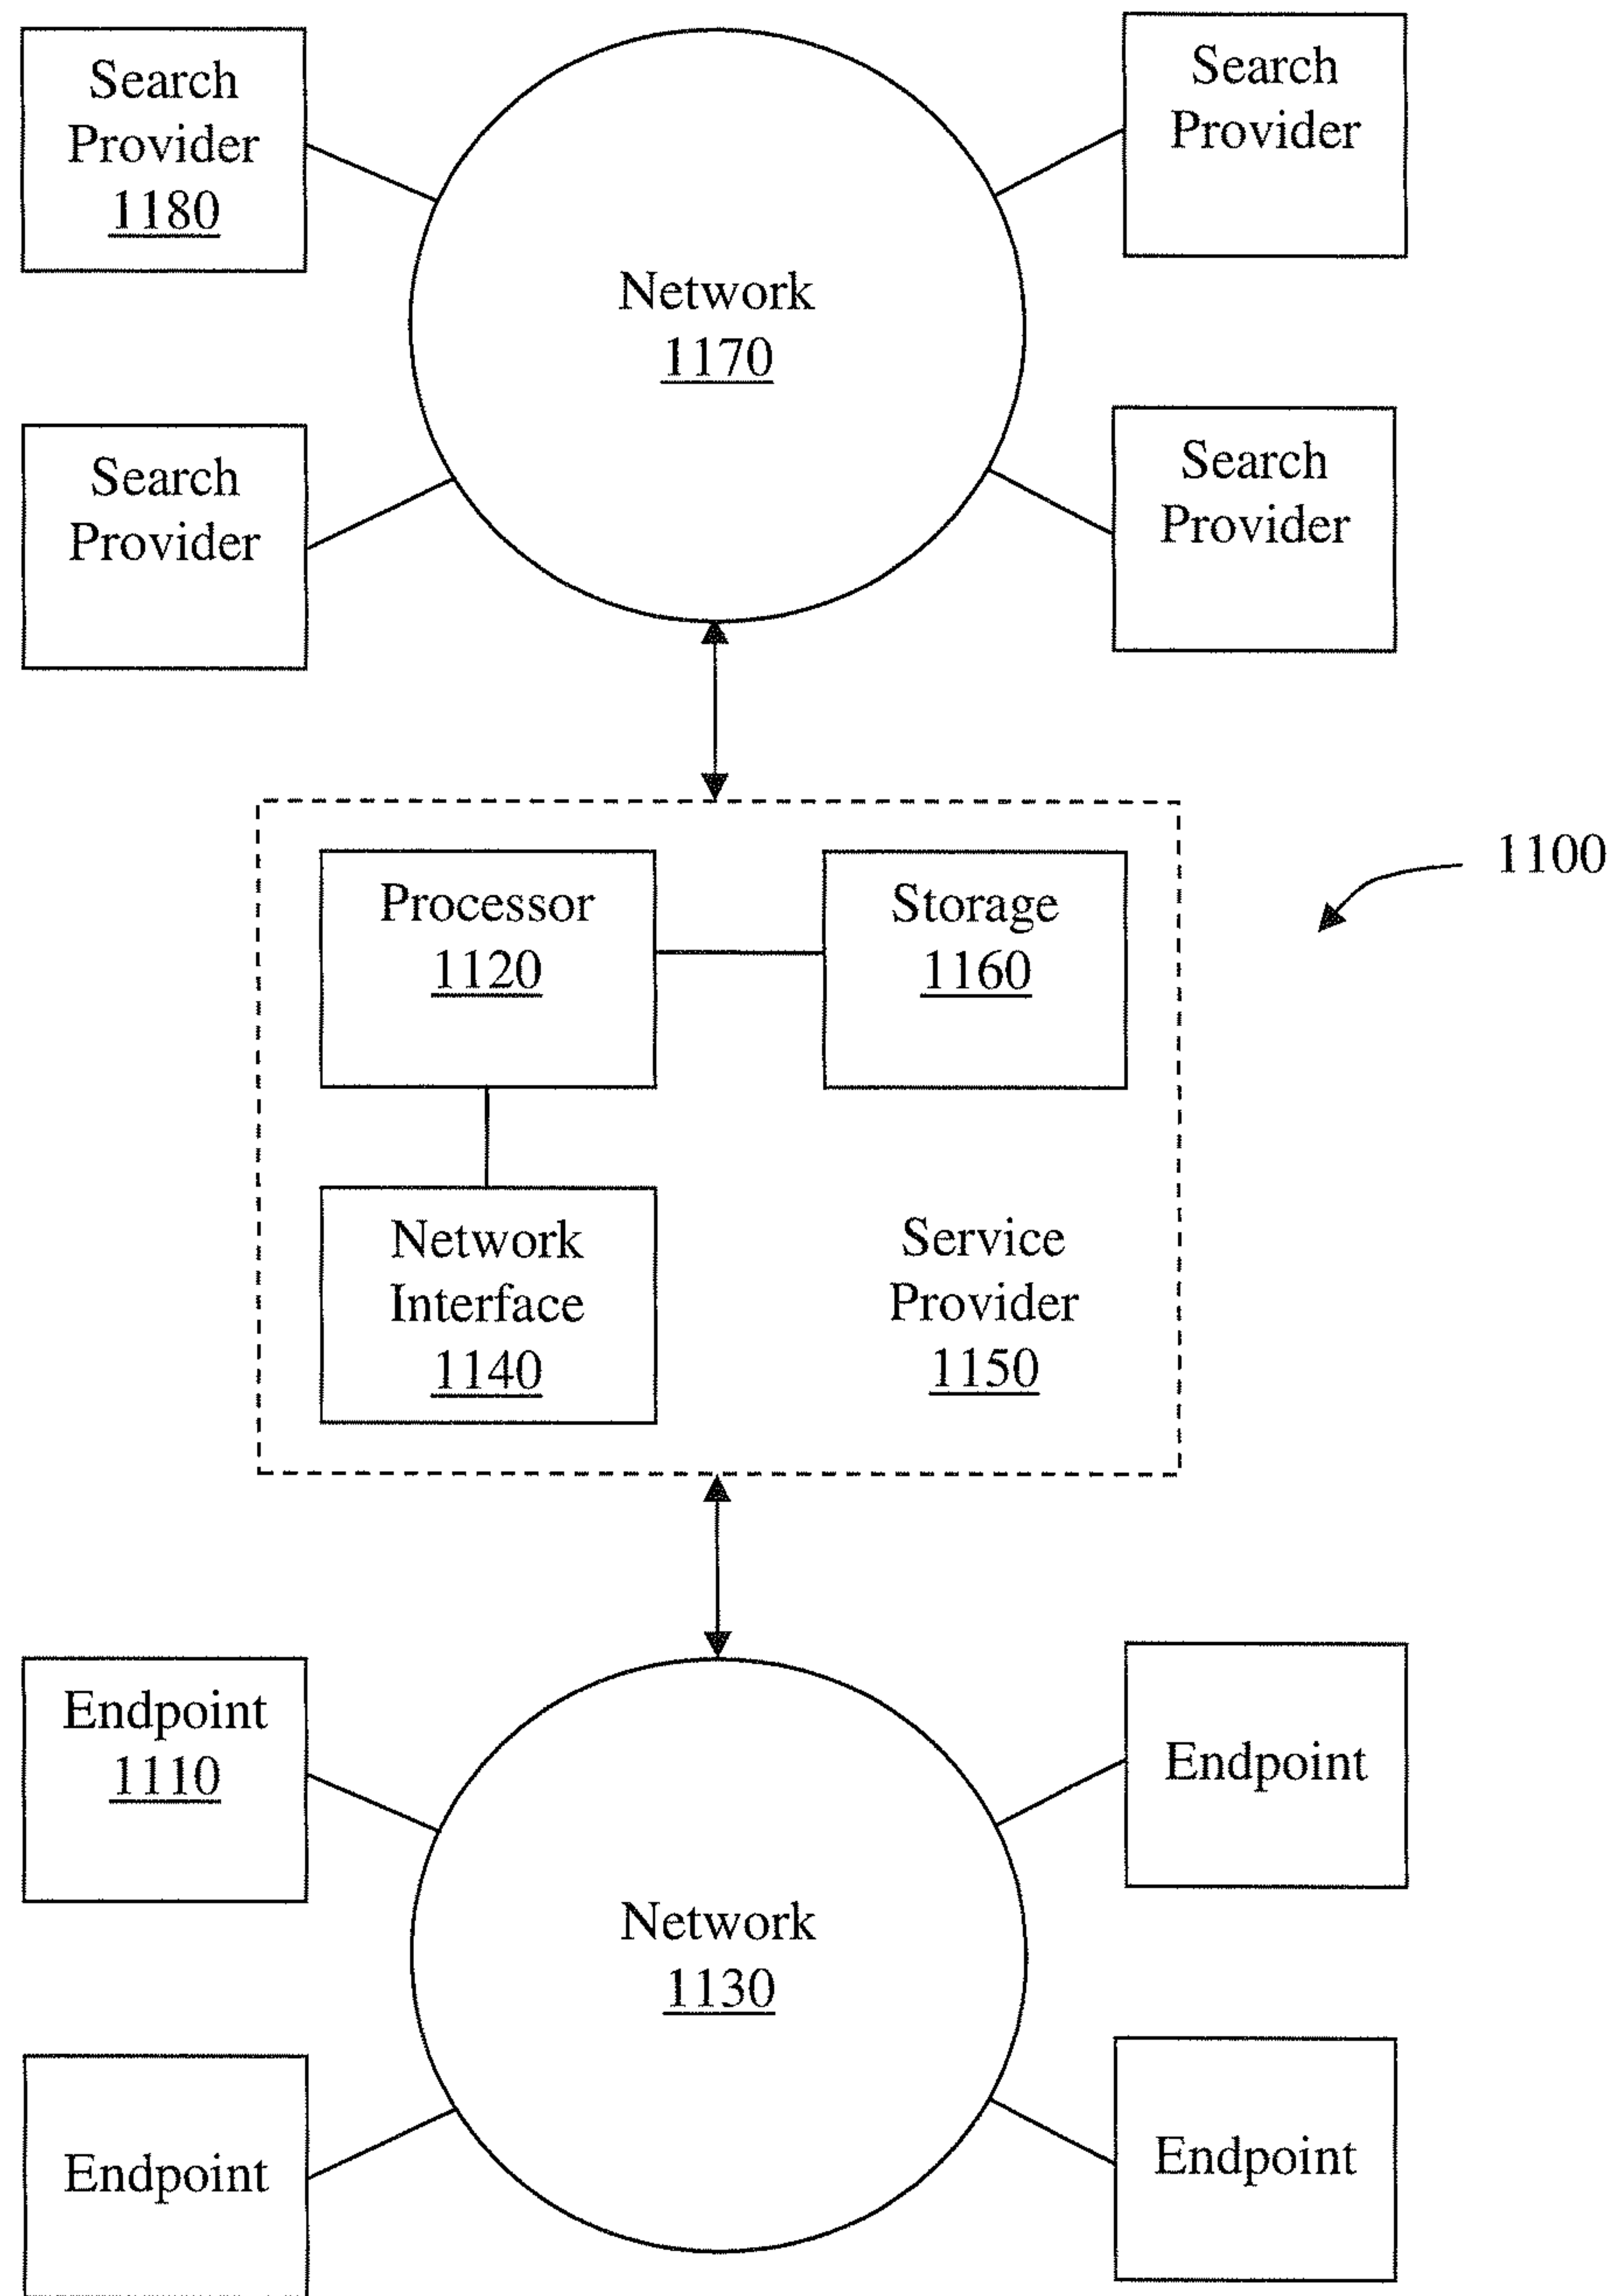 Search
Provider
1180
Search
Provider
Network
1170
Search
Provider
Search
Provider
Processor
1120
Storage
1160
1100
Network
Interface
1140
Service
Provider
1150
Endpoint
1110
Endpoint
Network
1130
Endpoint
Endpoint